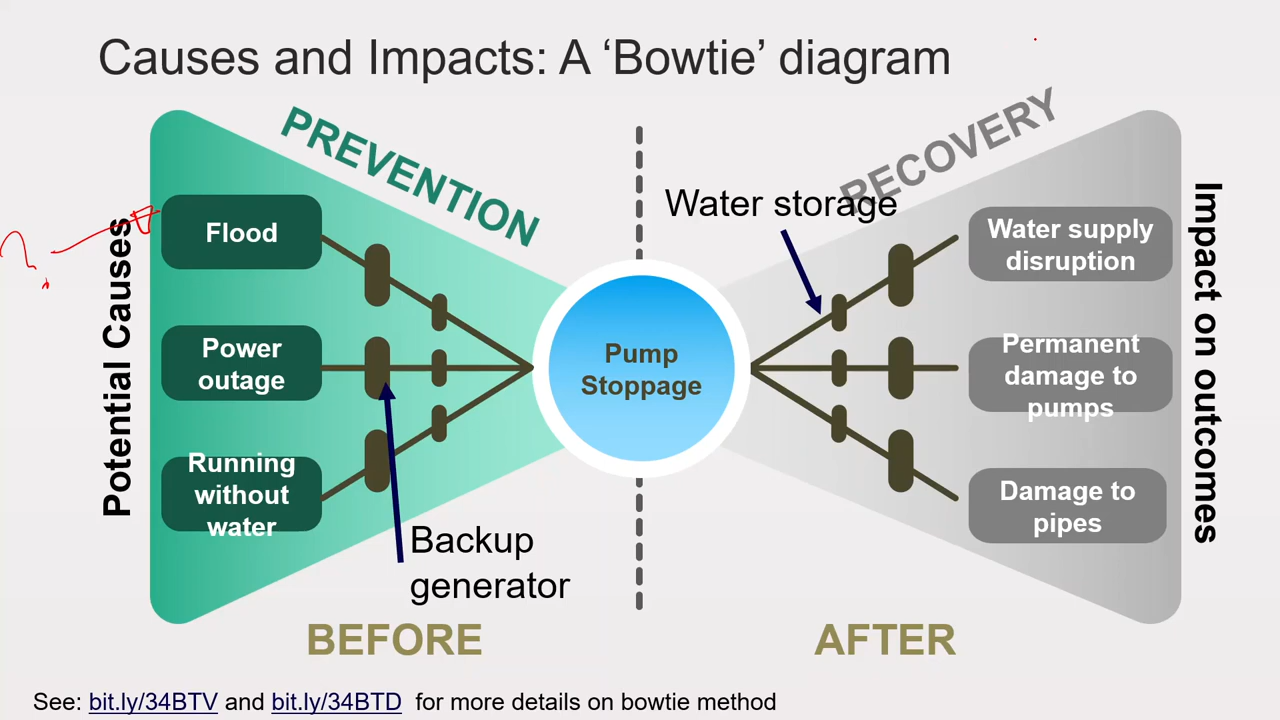 Causes and Impacts: A ‘Bowtie’ diagram
PREVENTION
RECOVERY
Water storage
Potential Causes
Flood
Power
outage
Running
without
water
Pump
Stoppage
Water supply
disruption
Permanent
damage to
pumps
Damage to
pipes
Impact on outcomes
Backup
generator
BEFORE
AFTER
See: bit.ly/34BTV and bit.ly/34BTD for more details on bowtie method